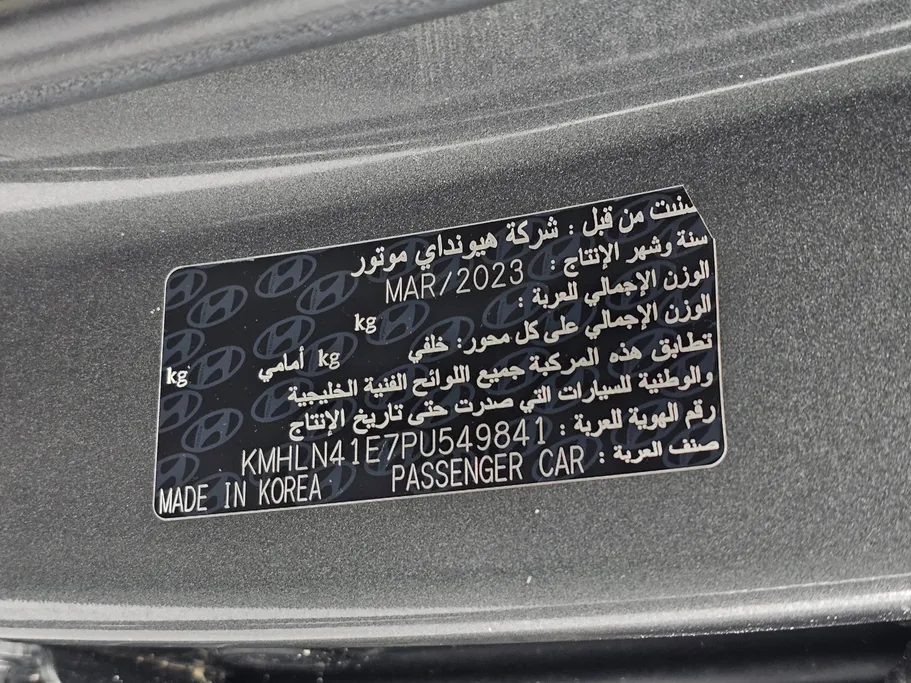 صنعت من قبل : شركة هيونداي موتور
سنة وشهر الإنتاج : MAR/2023
الوزن الإجمالي للعربة : kg
الوزن الإجمالي على كل محور: خلفي kg أمامي kg
تطابق هذه المركبة جميع اللوائح الفنية الخليجية
والوطنية للسيارات التي صدرت حتى تاريخ الإنتاج
رقم الهوية للعربة : KMHLN41E7PU549841
صنف العربة : PASSENGER CAR
MADE IN KOREA